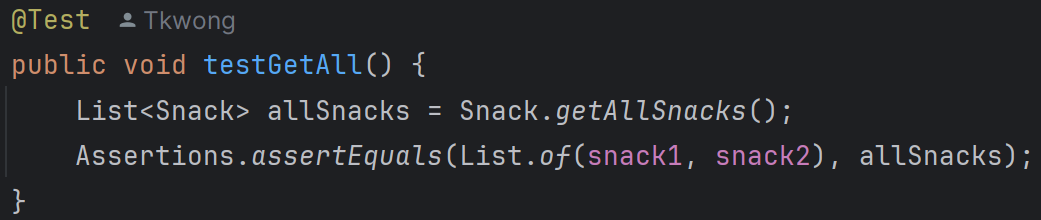 @Test Tkwong
public void testGetAll() {
    List<Snack> allSnacks = Snack.getAllSnacks();
    Assertions.assertEquals(List.of(snack1, snack2), allSnacks);
}